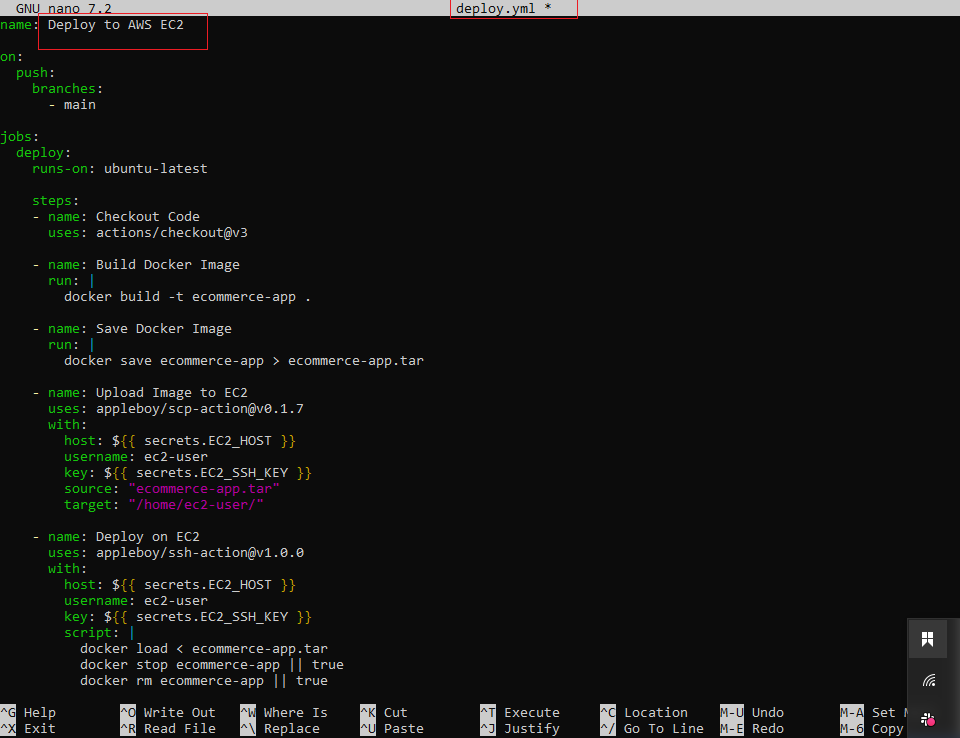 GNU nano 7.2 deploy.yml *
name: Deploy to AWS EC2
on:
  push:
    branches:
      - main
jobs:
  deploy:
    runs-on: ubuntu-latest
    steps:
    - name: Checkout Code
      uses: actions/checkout@v3
    - name: Build Docker Image
      run: |
        docker build -t ecommerce-app .
    - name: Save Docker Image
      run: |
        docker save ecommerce-app > ecommerce-app.tar
    - name: Upload Image to EC2
      uses: appleboy/scp-action@v0.1.7
      with:
        host: ${{ secrets.EC2_HOST }}
        username: ec2-user
        key: ${{ secrets.EC2_SSH_KEY }}
        source: "ecommerce-app.tar"
        target: "/home/ec2-user/"
    - name: Deploy on EC2
      uses: appleboy/ssh-action@v1.0.0
      with:
        host: ${{ secrets.EC2_HOST }}
        username: ec2-user
        key: ${{ secrets.EC2_SSH_KEY }}
        script: |
          docker load < ecommerce-app.tar
          docker stop ecommerce-app || true
          docker rm ecommerce-app || true
^G Help ^O Write Out ^W Where Is ^K Cut ^T Execute ^C Location M-U Undo M-A Set
^X Exit ^R Read File ^\ Replace ^U Paste ^J Justify ^/ Go To Line M-E Redo M-6 Copy